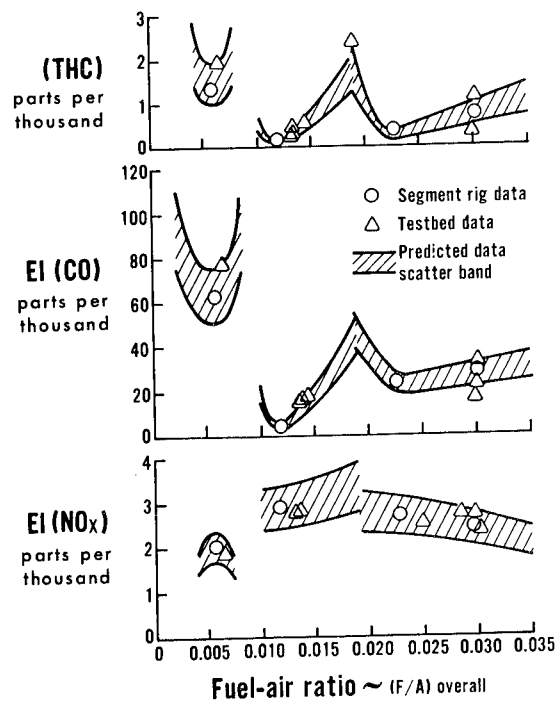 (THC)
parts per
thousand
3
2
1
0
EI (CO)
parts per
thousand
120
100
80
60
40
20
0
○ Segment rig data
△ Testbed data
Predicted data
scatter band
EI (NOx)
parts per
thousand
4
3
2
1
0
0 0.005 0.010 0.015 0.020 0.025 0.030 0.035
Fuel-air ratio ~ (F/A) overall